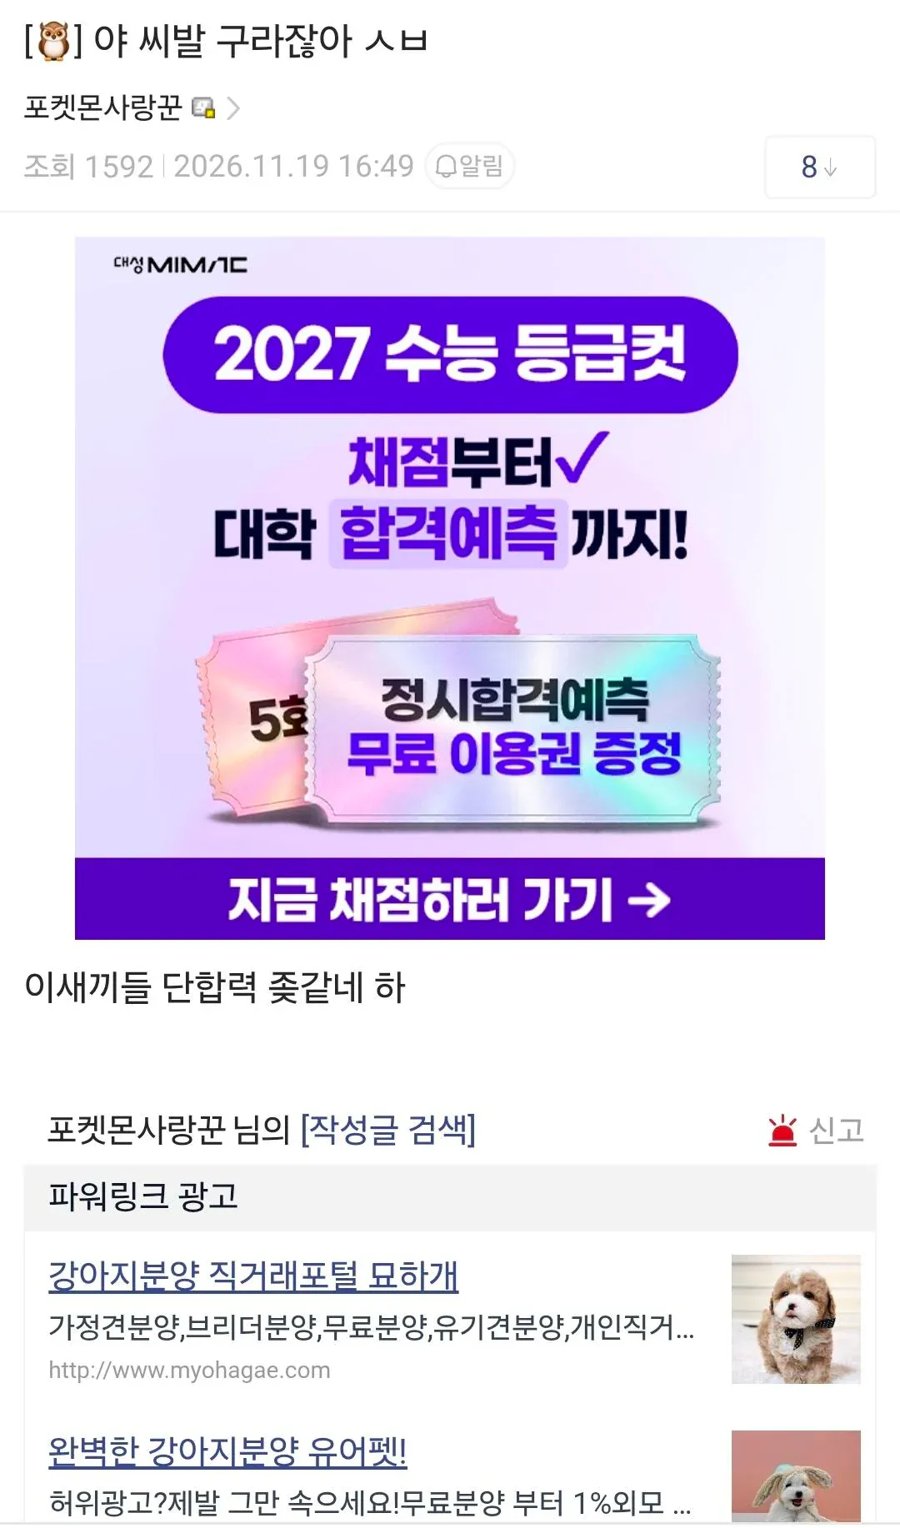 [🦉] 야 씨발 구라잖아 ㅅㅂ
포켓몬사랑꾼
조회 1592 | 2026.11.19 16:49 알림
8↓
대성MIMAC
2027 수능 등급컷
채점부터✓
대학 합격예측 까지!
정시합격예측
무료 이용권 증정
지금 채점하러 가기 →
이새끼들 단합력 좆같네 하
포켓몬사랑꾼 님의 [작성글 검색]
신고
파워링크 광고
강아지분양 직거래포털 묘하개
가정견분양,브리더분양,무료분양,유기견분양,개인직거...
http://www.myohagae.com
완벽한 강아지분양 유어펫!
허위광고?제발 그만 속으세요!무료분양 부터 1%외모 ...